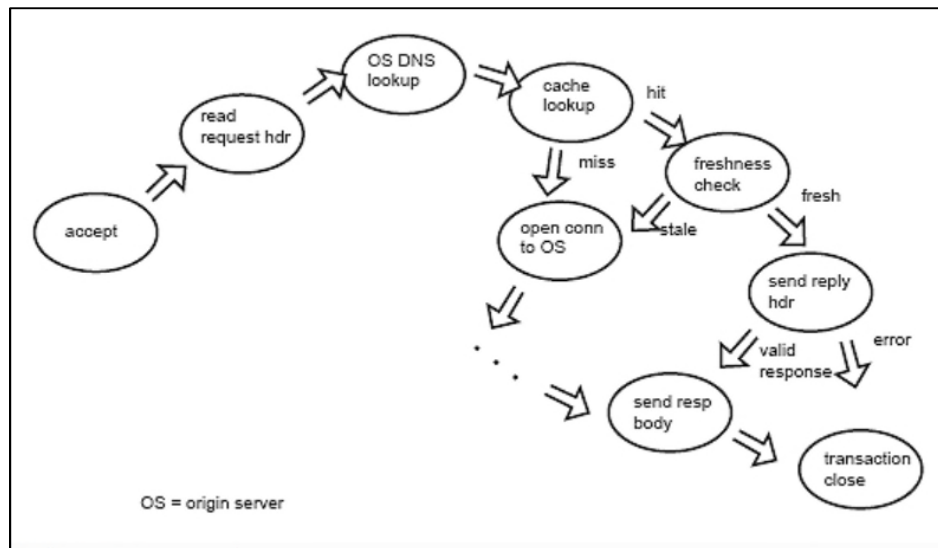 OS DNS
lookup
cache
lookup
hit
read
request hdr
miss
freshness
check
fresh
accept
open conn
to OS
stale
send reply
hdr
valid
response
error
send resp
body
transaction
close
OS = origin server